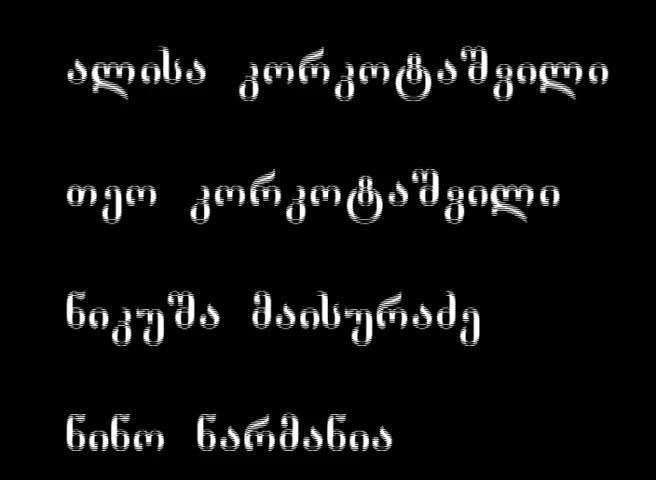 ალისა კორკოტაშვილი
თეო კორკოტაშვილი
ნიკუშა მაისურაძე
ნინო ნარმანია